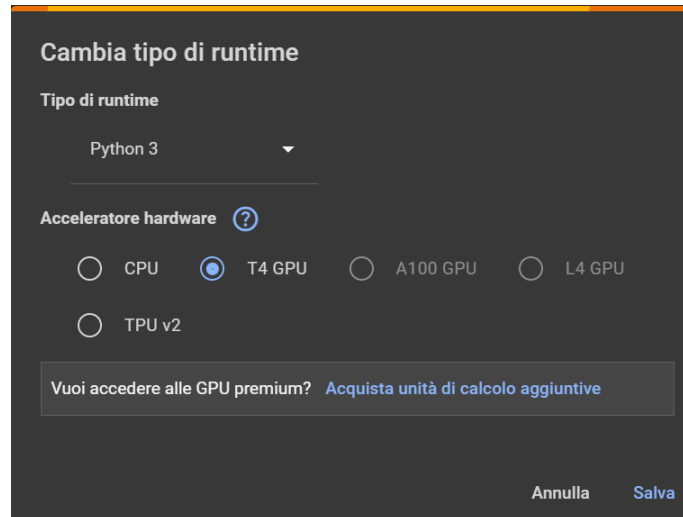 Cambia tipo di runtime
Tipo di runtime
Python 3
Acceleratore hardware ?
CPU T4 GPU A100 GPU L4 GPU
TPU v2
Vuoi accedere alle GPU premium? Acquista unità di calcolo aggiuntive
Annulla Salva